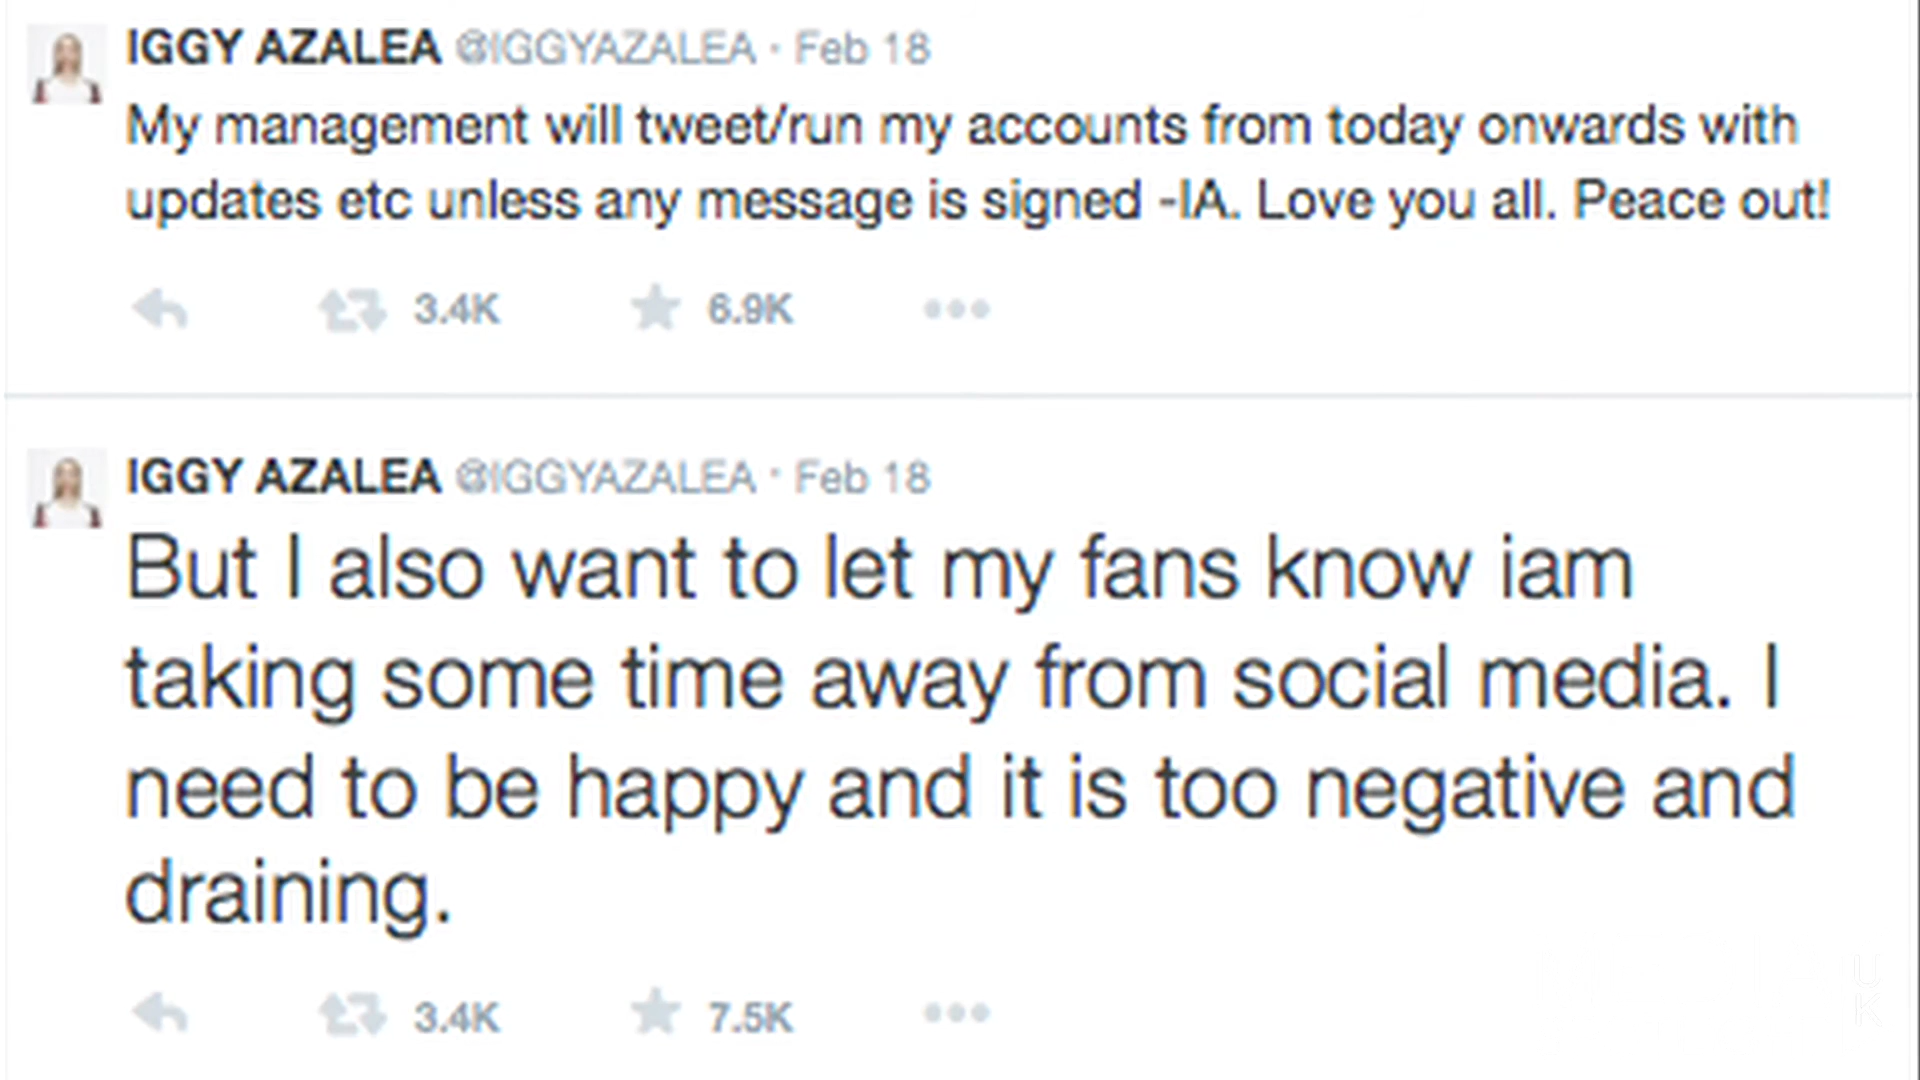 IGGY AZALEA @IGGYAZALEA · Feb 18
My management will tweet/run my accounts from today onwards with
updates etc unless any message is signed -IA. Love you all. Peace out!
3.4K 6.9K
IGGY AZALEA @IGGYAZALEA · Feb 18
But I also want to let my fans know iam
taking some time away from social media. I
need to be happy and it is too negative and
draining.
3.4K 7.5K
U
K